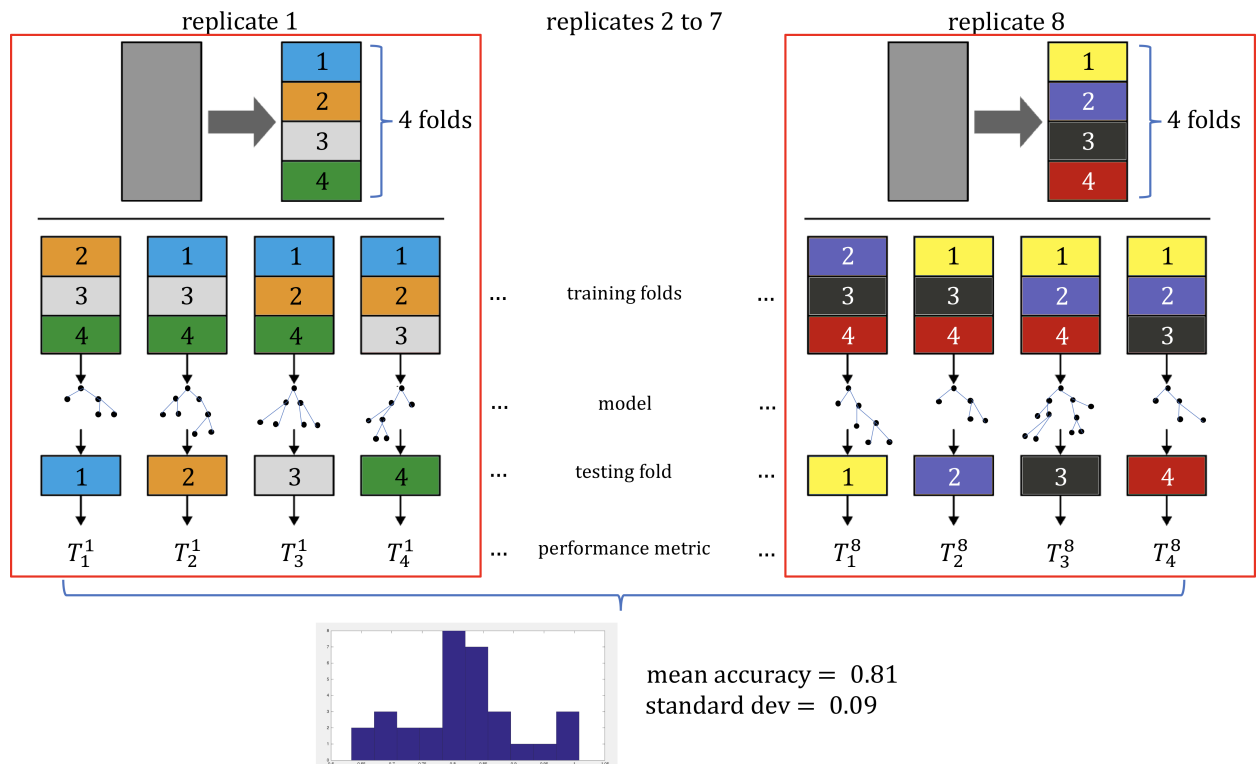 replicate 1
replicates 2 to 7
replicate 8
1
2
3
4
4 folds
1
2
3
4
4 folds
2 1 1 1
3 3 2 2
4 4 4 3
... training folds ...
2 1 1 1
3 3 2 2
4 4 4 3
... model ...
1 2 3 4
... testing fold ...
1 2 3 4
T₁¹ T₂¹ T₃¹ T₄¹
... performance metric ...
T₁⁸ T₂⁸ T₃⁸ T₄⁸
mean accuracy = 0.81
standard dev = 0.09